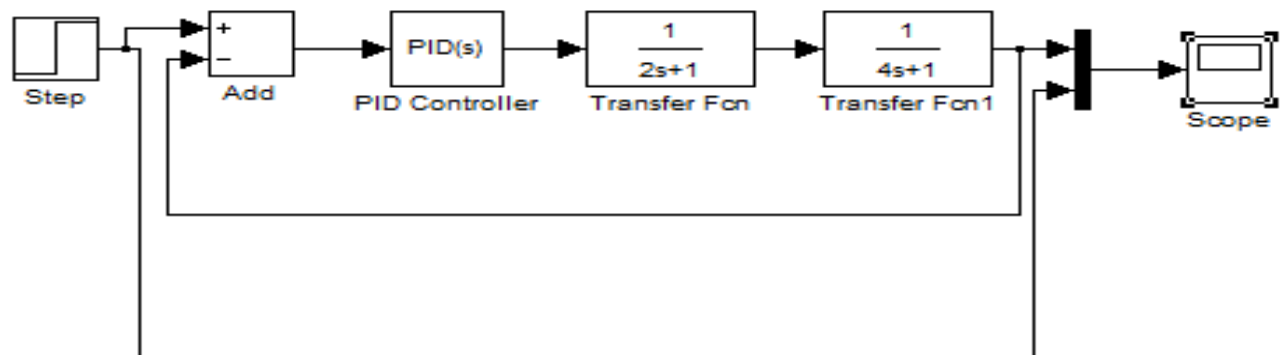 Step
+
−
Add
PID(s)
PID Controller
1
2s+1
Transfer Fcn
1
4s+1
Transfer Fcn1
Scope